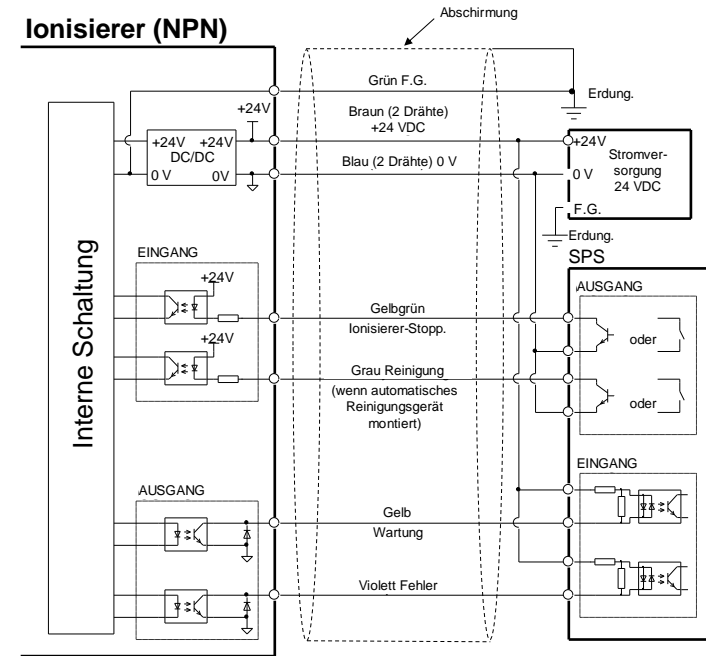 Abschirmung
Ionisierer (NPN)
Grün F.G.
Erdung.
+24V
Braun (2 Drähte)
+24 VDC
+24V +24V
DC/DC
0 V 0V
Blau (2 Drähte) 0 V
+24V
0 V
Stromver-
sorgung
24 VDC
F.G.
Erdung.
SPS
Interne Schaltung
EINGANG
+24V
+24V
Gelbgrün
Ionisierer-Stopp.
Grau Reinigung
(wenn automatisches
Reinigungsgerät
montiert)
AUSGANG
oder
oder
EINGANG
AUSGANG
Gelb
Wartung
Violett Fehler